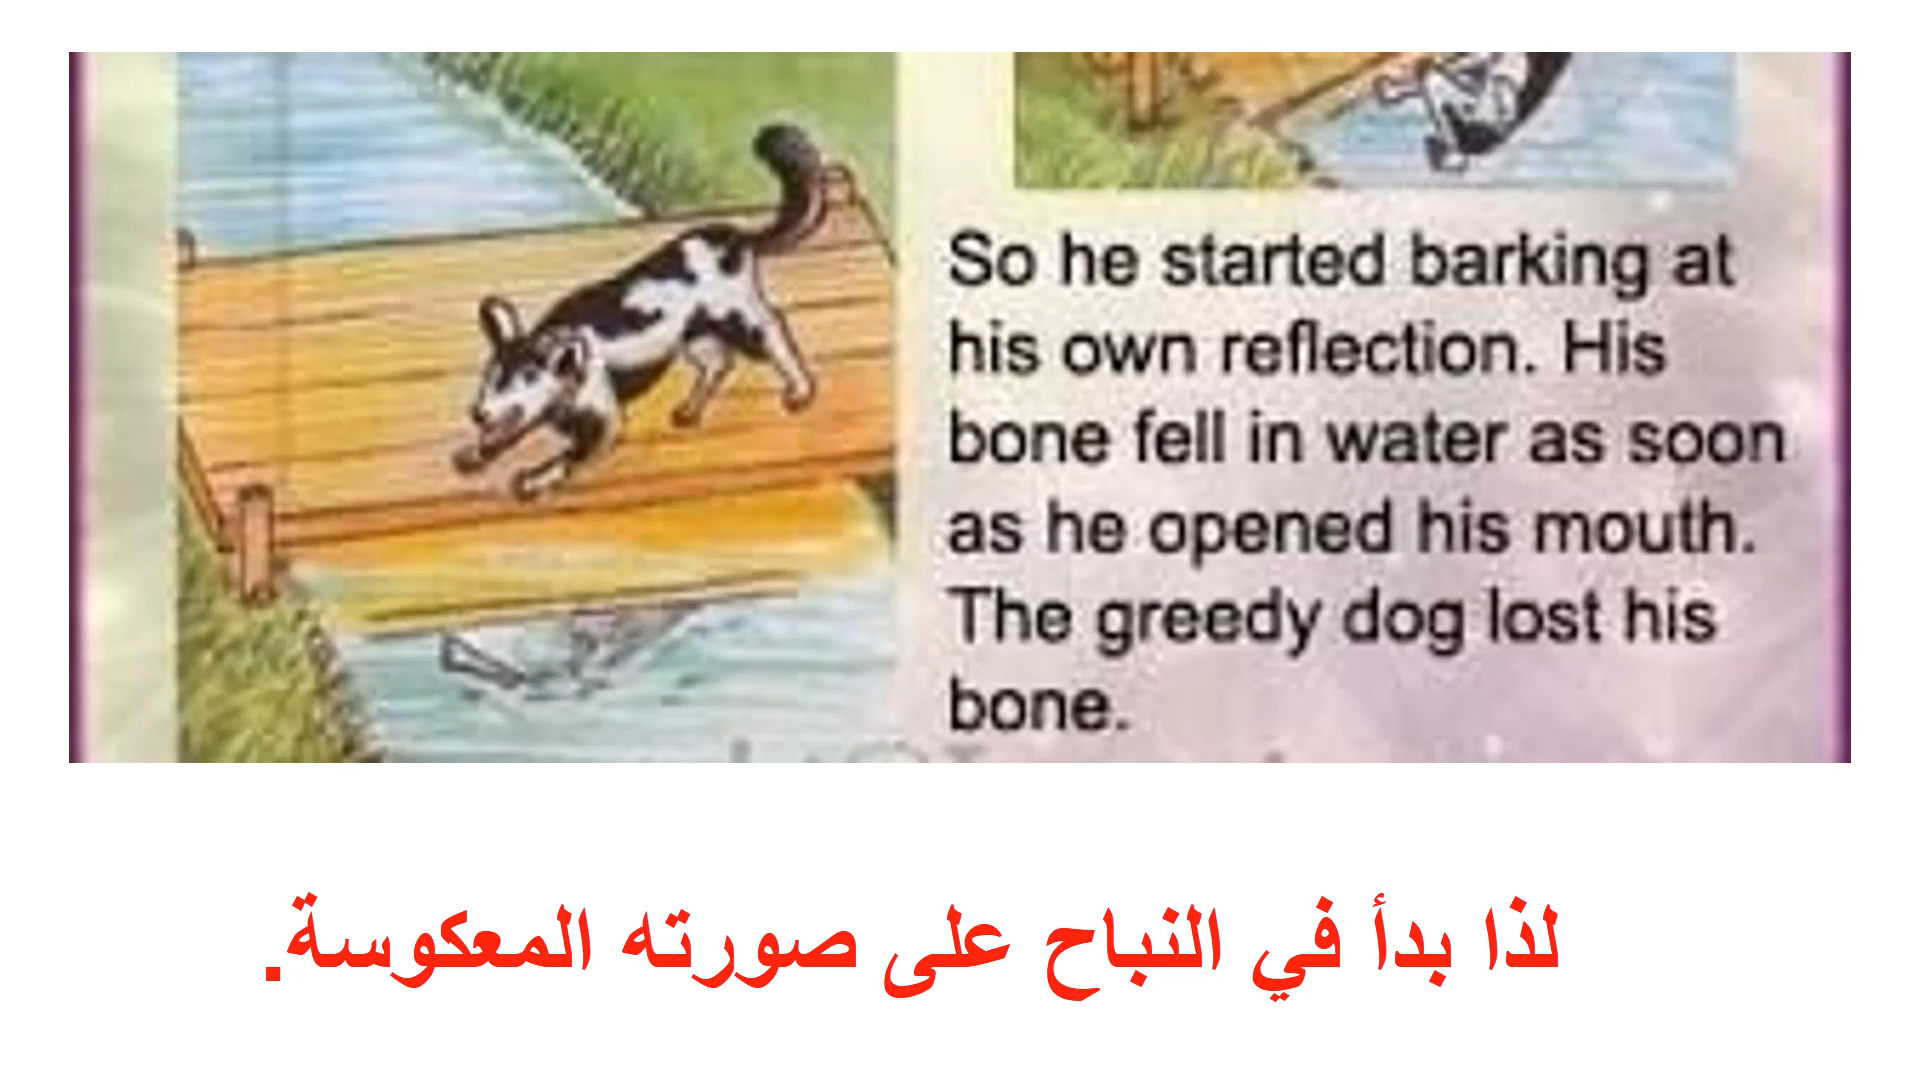 So he started barking at
his own reflection. His
bone fell in water as soon
as he opened his mouth.
The greedy dog lost his
bone.
لذا بدأ في النباح على صورته المعكوسة.